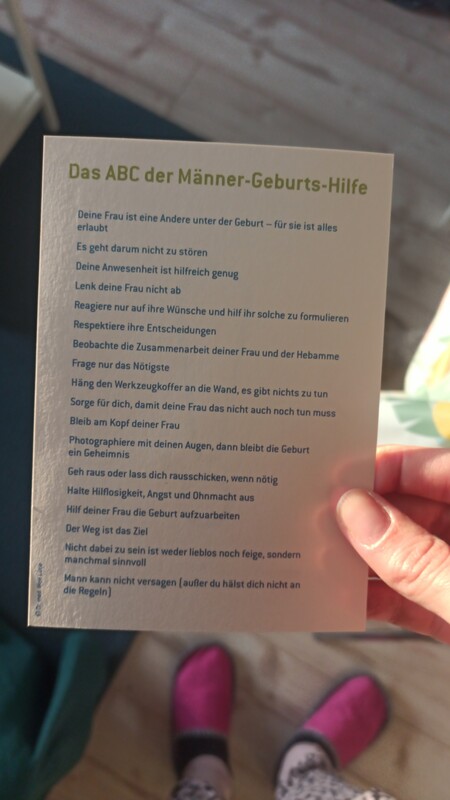 Das ABC der Männer-Geburts-Hilfe
Deine Frau ist eine Andere unter der Geburt – für sie ist alles
erlaubt
Es geht darum nicht zu stören
Deine Anwesenheit ist hilfreich genug
Lenk deine Frau nicht ab
Reagiere nur auf ihre Wünsche und hilf ihr solche zu formulieren
Respektiere ihre Entscheidungen
Beobachte die Zusammenarbeit deiner Frau und der Hebamme
Frage nur das Nötigste
Häng den Werkzeugkoffer an die Wand, es gibt nichts zu tun
Sorge für dich, damit deine Frau das nicht auch noch tun muss
Bleib am Kopf deiner Frau
Photographiere mit deinen Augen, dann bleibt die Geburt
ein Geheimnis
Geh raus oder lass dich rausschicken, wenn nötig
Halte Hilflosigkeit, Angst und Ohnmacht aus
Hilf deiner Frau die Geburt aufzuarbeiten
Der Weg ist das Ziel
Nicht dabei zu sein ist weder lieblos noch feige, sondern
manchmal sinnvoll
Mann kann nicht versagen (außer du hälst dich nicht an
die Regeln)